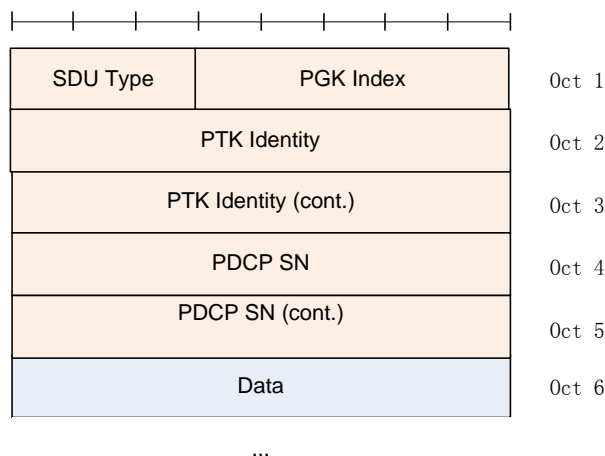 SDU Type PGK Index Oct 1
PTK Identity Oct 2
PTK Identity (cont.) Oct 3
PDCP SN Oct 4
PDCP SN (cont.) Oct 5
Data Oct 6
...